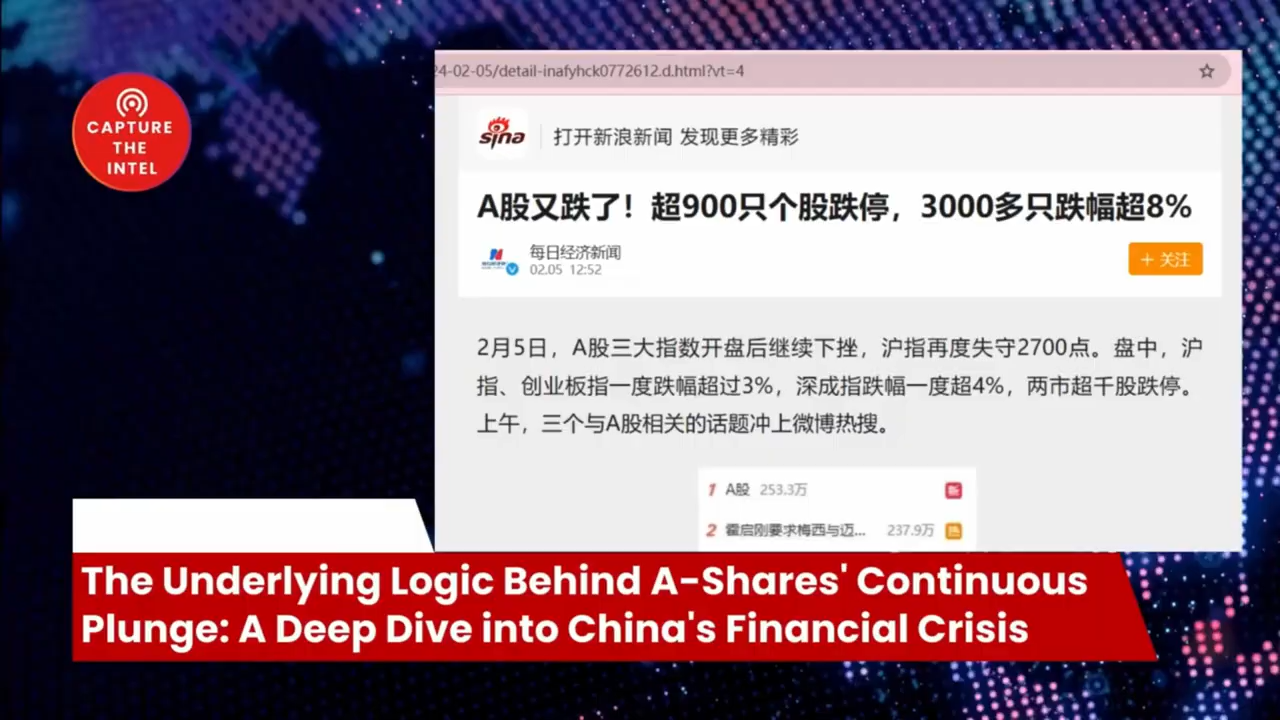 CAPTURE
THE
INTEL
24-02-05/detail-inafyhck0772612.d.html?vt=4
sina
打开新浪新闻 发现更多精彩
A股又跌了！超900只个股跌停，3000多只跌幅超8%
每日经济新闻
02.05 12:52
+ 关注
2月5日，A股三大指数开盘后继续下挫，沪指再度失守2700点。盘中，沪
指、创业板指一度跌幅超过3%，深成指跌幅一度超4%，两市超千股跌停。
上午，三个与A股相关的话题冲上微博热搜。
1 A股 253.3万 新
2 霍启刚要求梅西与迈... 237.9万 热
The Underlying Logic Behind A-Shares' Continuous
Plunge: A Deep Dive into China's Financial Crisis